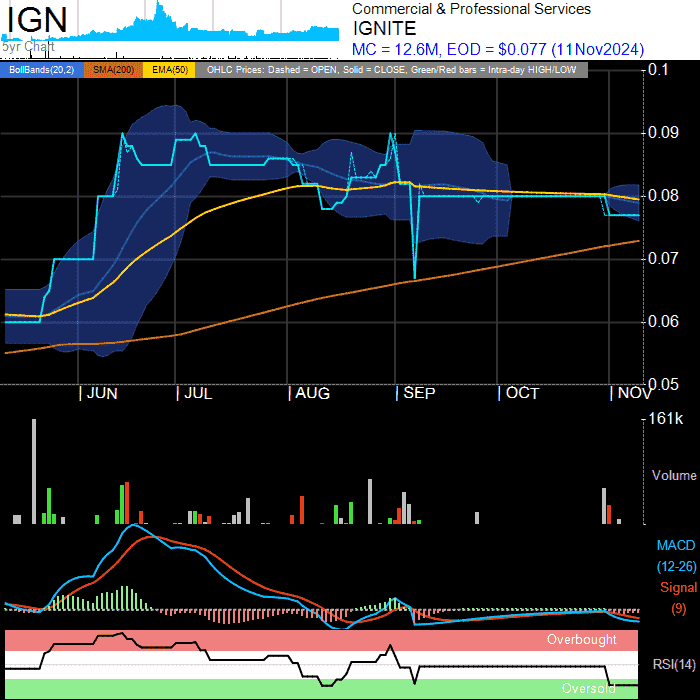 IGN
5yr Chart
Commercial & Professional Services
IGNITE
MC = 12.6M, EOD = $0.077 (11Nov2024)
BollBands(20,2) SMA(200) EMA(50) OHLC Prices: Dashed = OPEN, Solid = CLOSE, Green/Red bars = Intra-day HIGH/LOW
0.1
0.09
0.08
0.07
0.06
0.05
JUN JUL AUG SEP OCT NOV
161k
Volume
MACD
(12-26)
Signal
(9)
Overbought
RSI(14)
Oversold